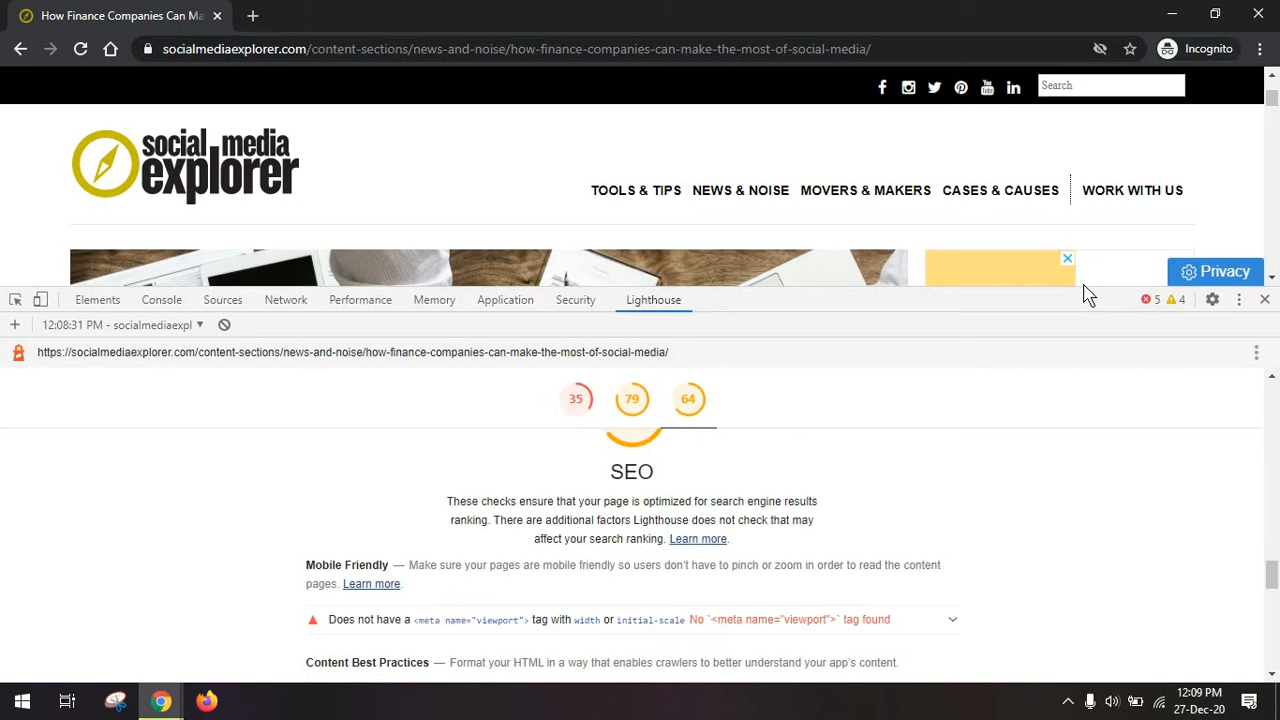 How Finance Companies Can Ma
socialmediaexplorer.com/content-sections/news-and-noise/how-finance-companies-can-make-the-most-of-social-media/
Incognito
Search
social media
explorer
TOOLS & TIPS NEWS & NOISE MOVERS & MAKERS CASES & CAUSES WORK WITH US
Privacy
Elements Console Sources Network Performance Memory Application Security Lighthouse 5 4
12:08:31 PM - socialmediaexpl
https://socialmediaexplorer.com/content-sections/news-and-noise/how-finance-companies-can-make-the-most-of-social-media/
35 79 64
SEO
These checks ensure that your page is optimized for search engine results
ranking. There are additional factors Lighthouse does not check that may
affect your search ranking. Learn more.
Mobile Friendly — Make sure your pages are mobile friendly so users don't have to pinch or zoom in order to read the content
pages. Learn more.
Does not have a <meta name="viewport"> tag with width or initial-scale No `<meta name="viewport">` tag found
Content Best Practices — Format your HTML in a way that enables crawlers to better understand your app's content.
12:09 PM
27-Dec-20